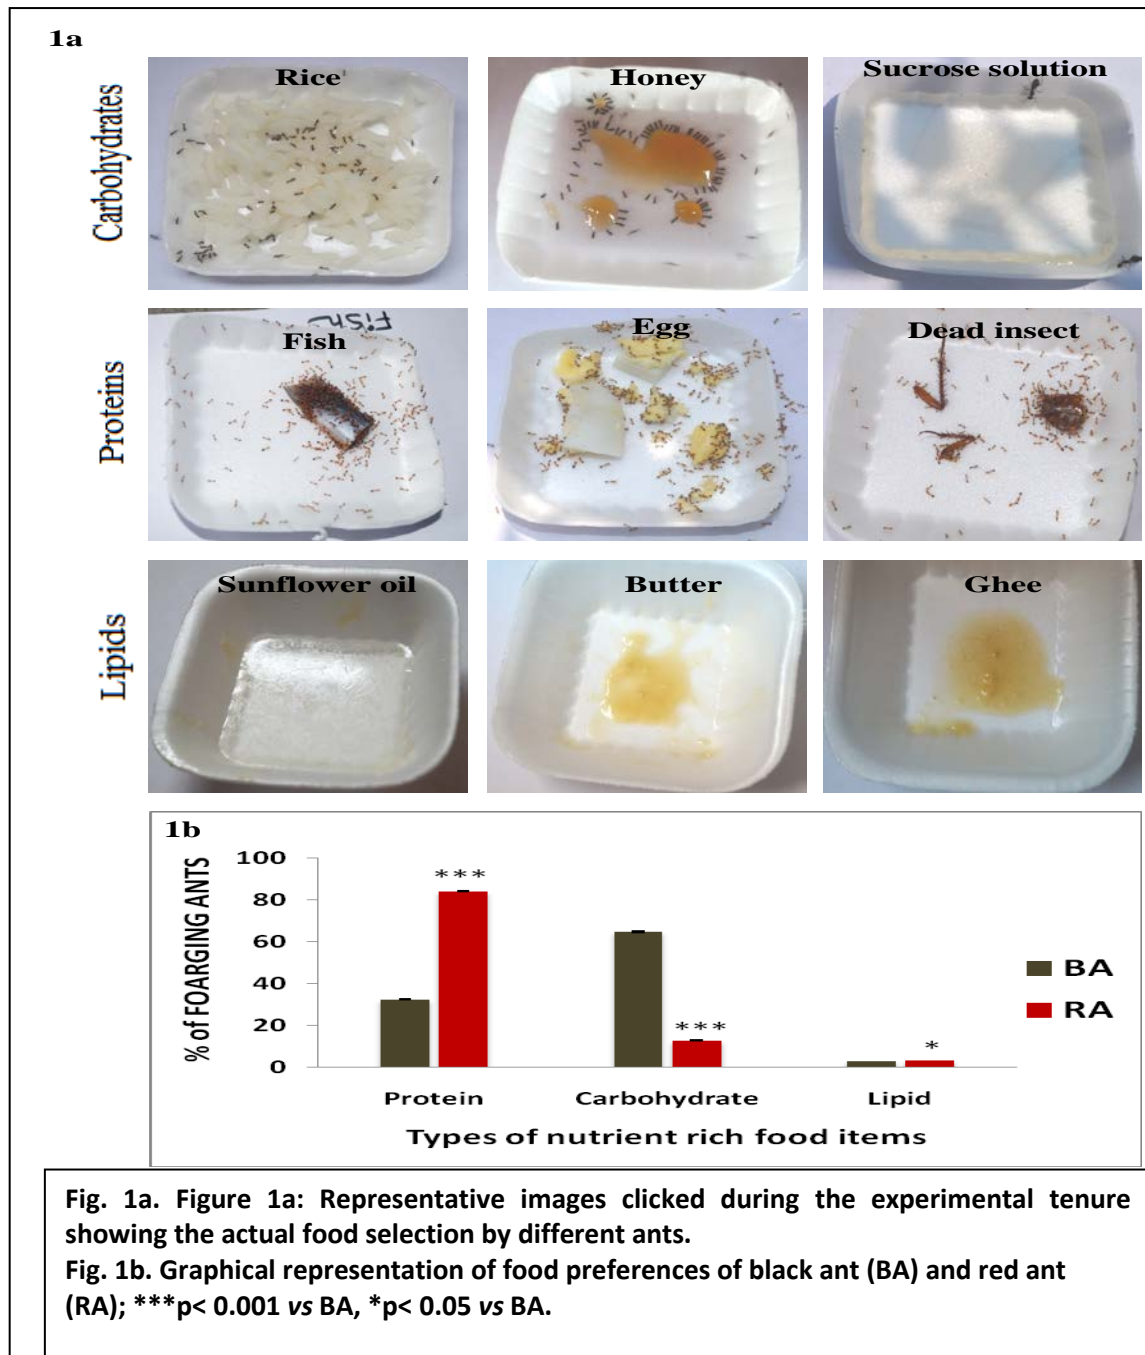 1a
Carbohydrates
Rice
Honey
Sucrose solution
Proteins
FiSH
Fish
Egg
Dead insect
Lipids
Sunflower oil
Butter
Ghee
1b
% of FOARGING ANTS
100
80
60
40
20
0
***
***
*
BA
RA
Protein
Carbohydrate
Lipid
Types of nutrient rich food items
Fig. 1a. Figure 1a: Representative images clicked during the experimental tenure
showing the actual food selection by different ants.
Fig. 1b. Graphical representation of food preferences of black ant (BA) and red ant
(RA); ***p< 0.001 vs BA, *p< 0.05 vs BA.